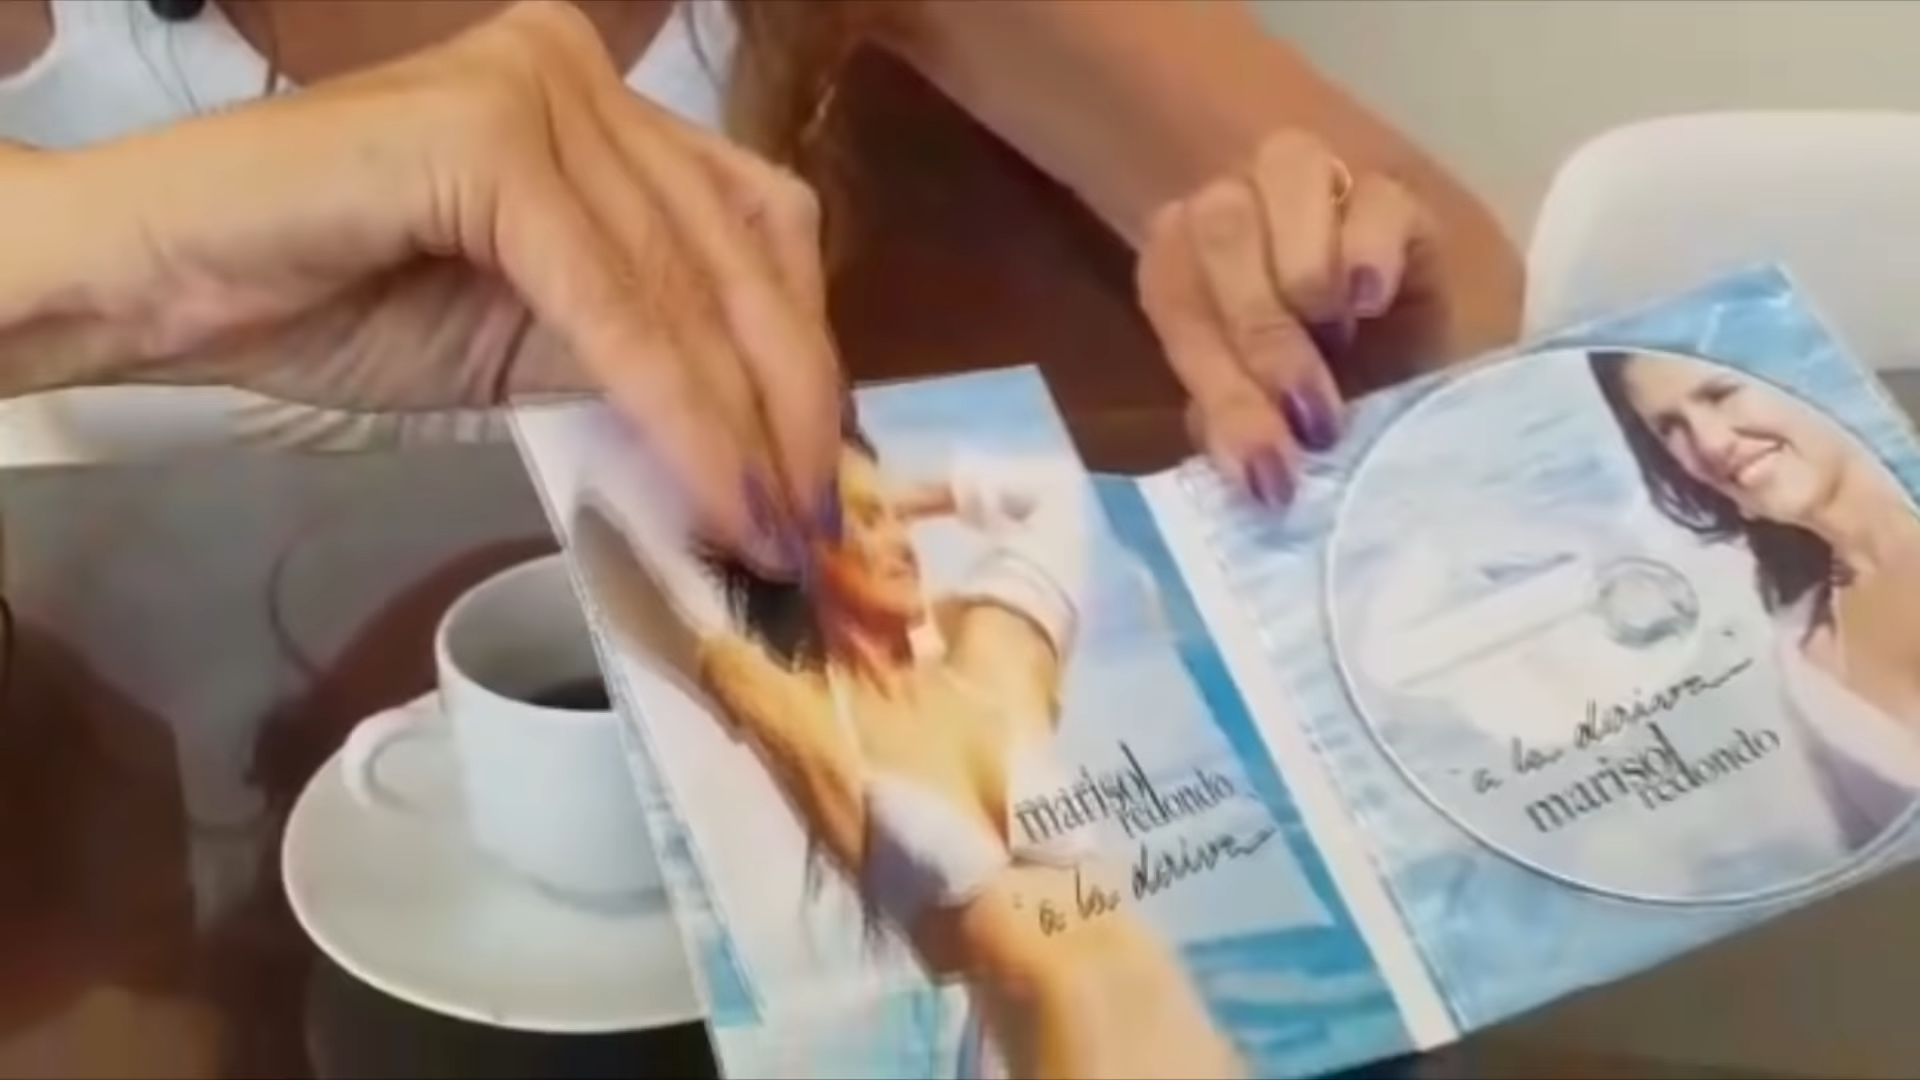 marisol
redondo
a la deriva
a la deriva
marisol
redondo